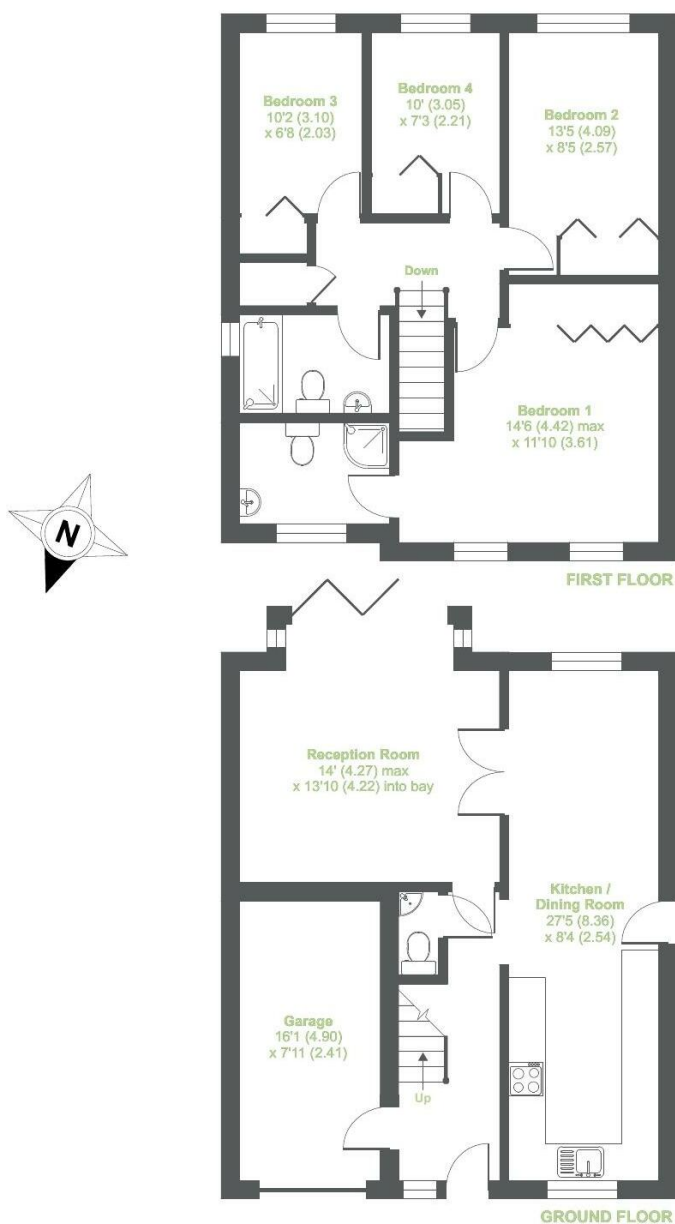 Bedroom 3
10'2 (3.10)
x 6'8 (2.03)
Bedroom 4
10' (3.05)
x 7'3 (2.21)
Bedroom 2
13'5 (4.09)
x 8'5 (2.57)
Down
Bedroom 1
14'6 (4.42) max
x 11'10 (3.61)
N
FIRST FLOOR
Reception Room
14' (4.27) max
x 13'10 (4.22) into bay
Kitchen /
Dining Room
27'5 (8.36)
x 8'4 (2.54)
Garage
16'1 (4.90)
x 7'11 (2.41)
Up
GROUND FLOOR